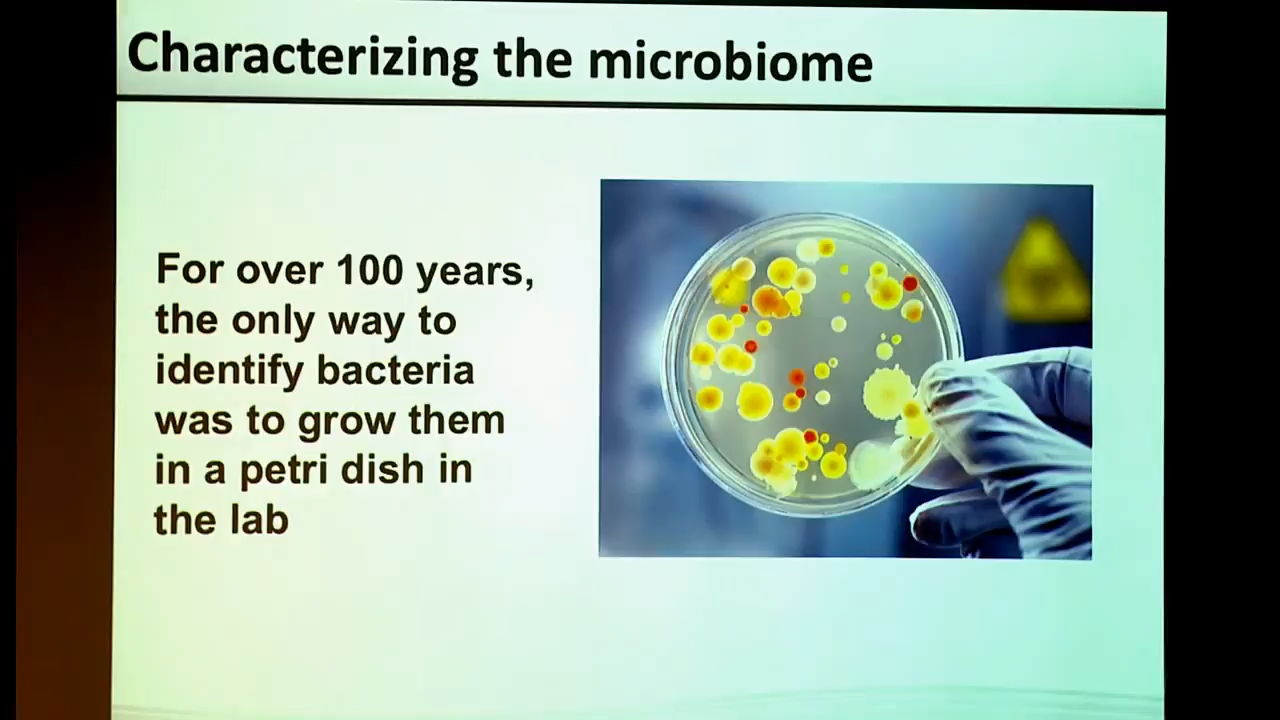 Characterizing the microbiome
For over 100 years,
the only way to
identify bacteria
was to grow them
in a petri dish in
the lab